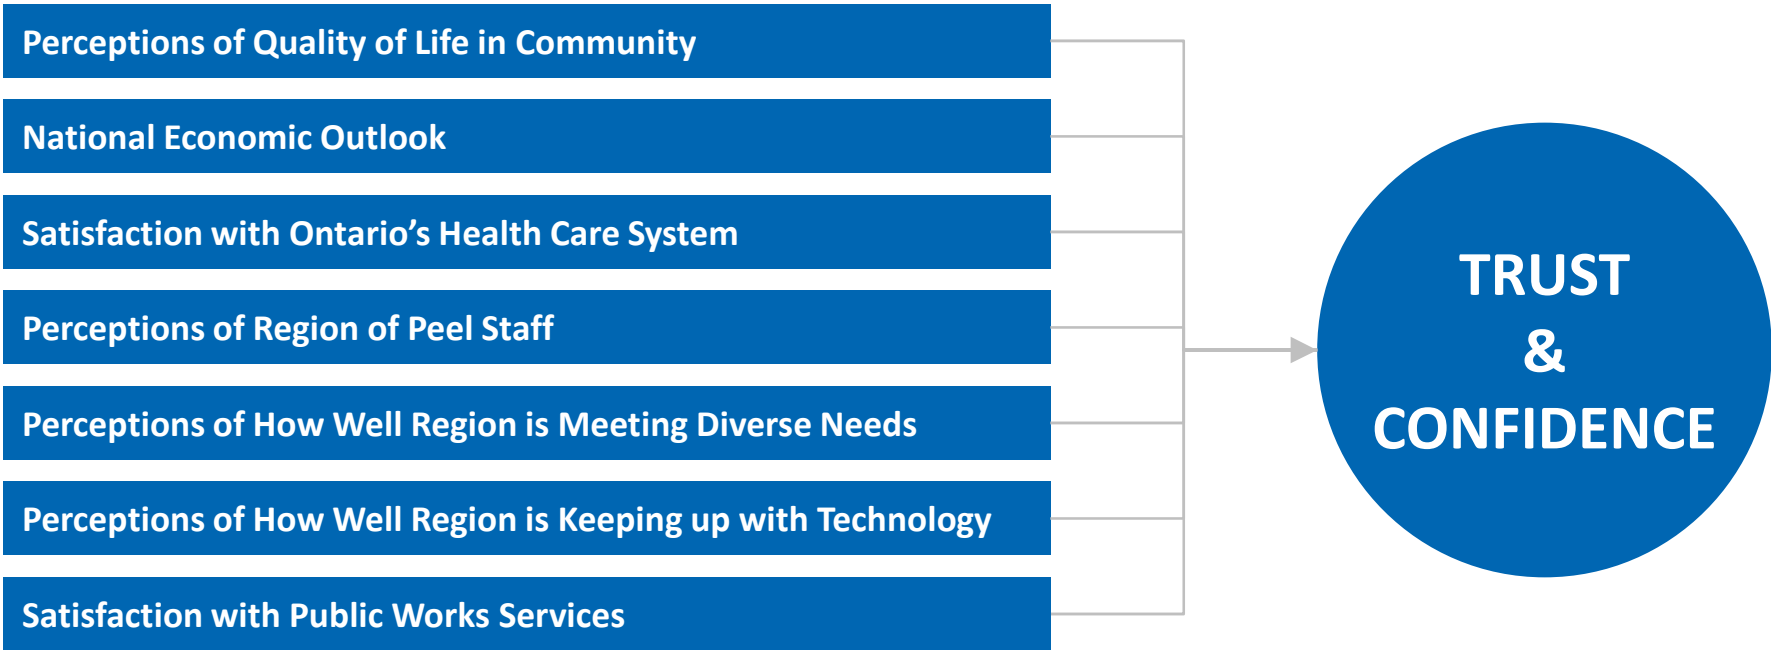 Perceptions of Quality of Life in Community
National Economic Outlook
Satisfaction with Ontario’s Health Care System
Perceptions of Region of Peel Staff
Perceptions of How Well Region is Meeting Diverse Needs
Perceptions of How Well Region is Keeping up with Technology
Satisfaction with Public Works Services
TRUST
&
CONFIDENCE